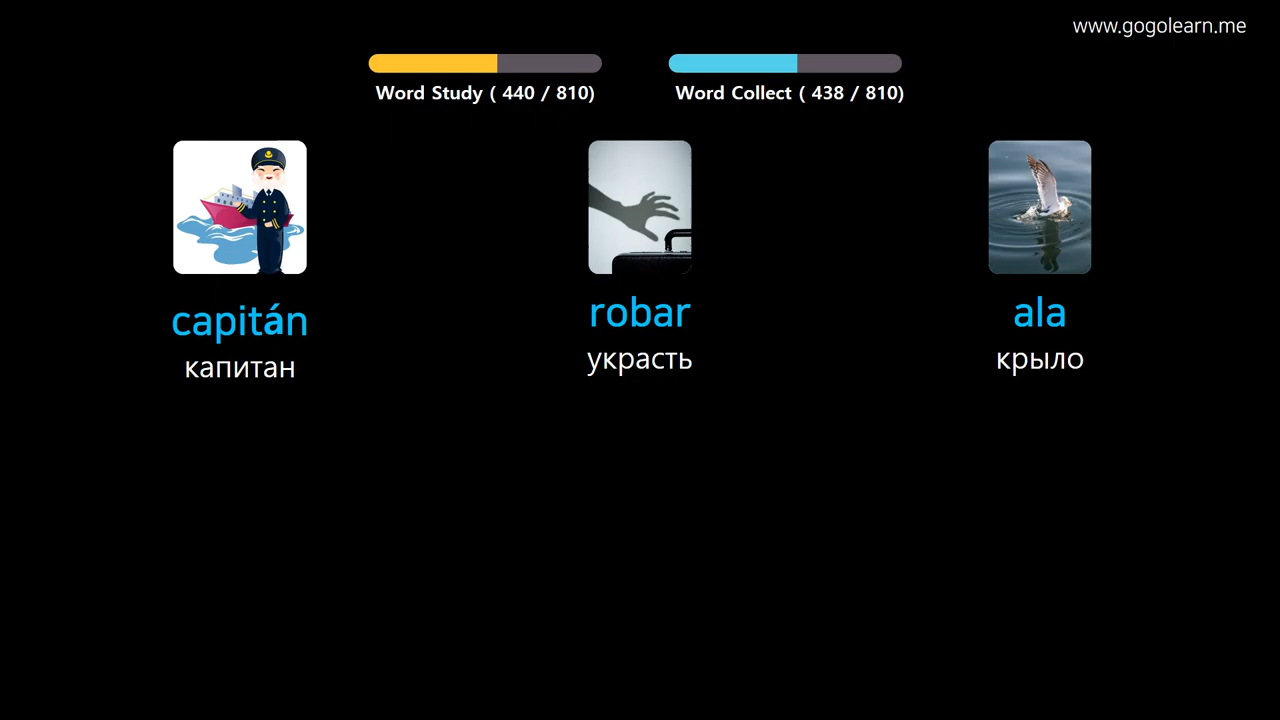 www.gogolearn.me
Word Study ( 440 / 810)
Word Collect ( 438 / 810)
capitán
капитан
robar
украсть
ala
крыло